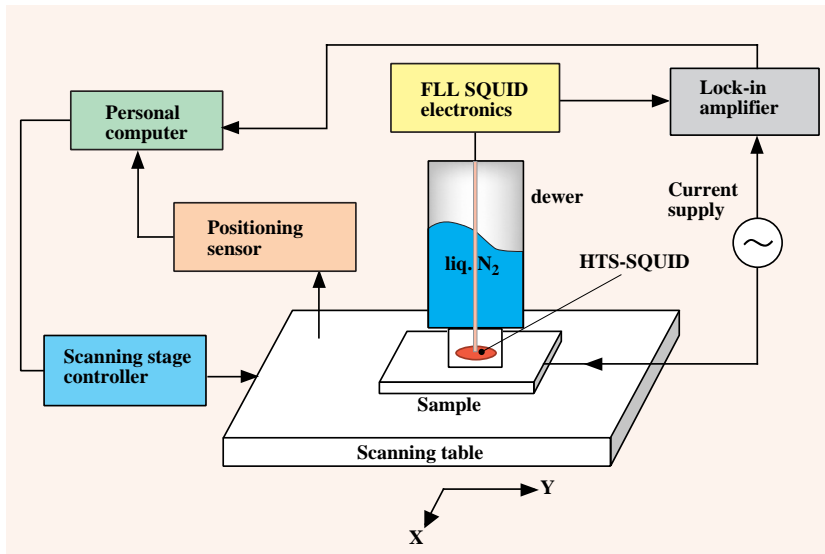 FLL SQUID
electronics
Lock-in
amplifier
Personal
computer
dewer
Current
supply
Positioning
sensor
liq. N₂
HTS-SQUID
Scanning stage
controller
Sample
Scanning table
Y
X